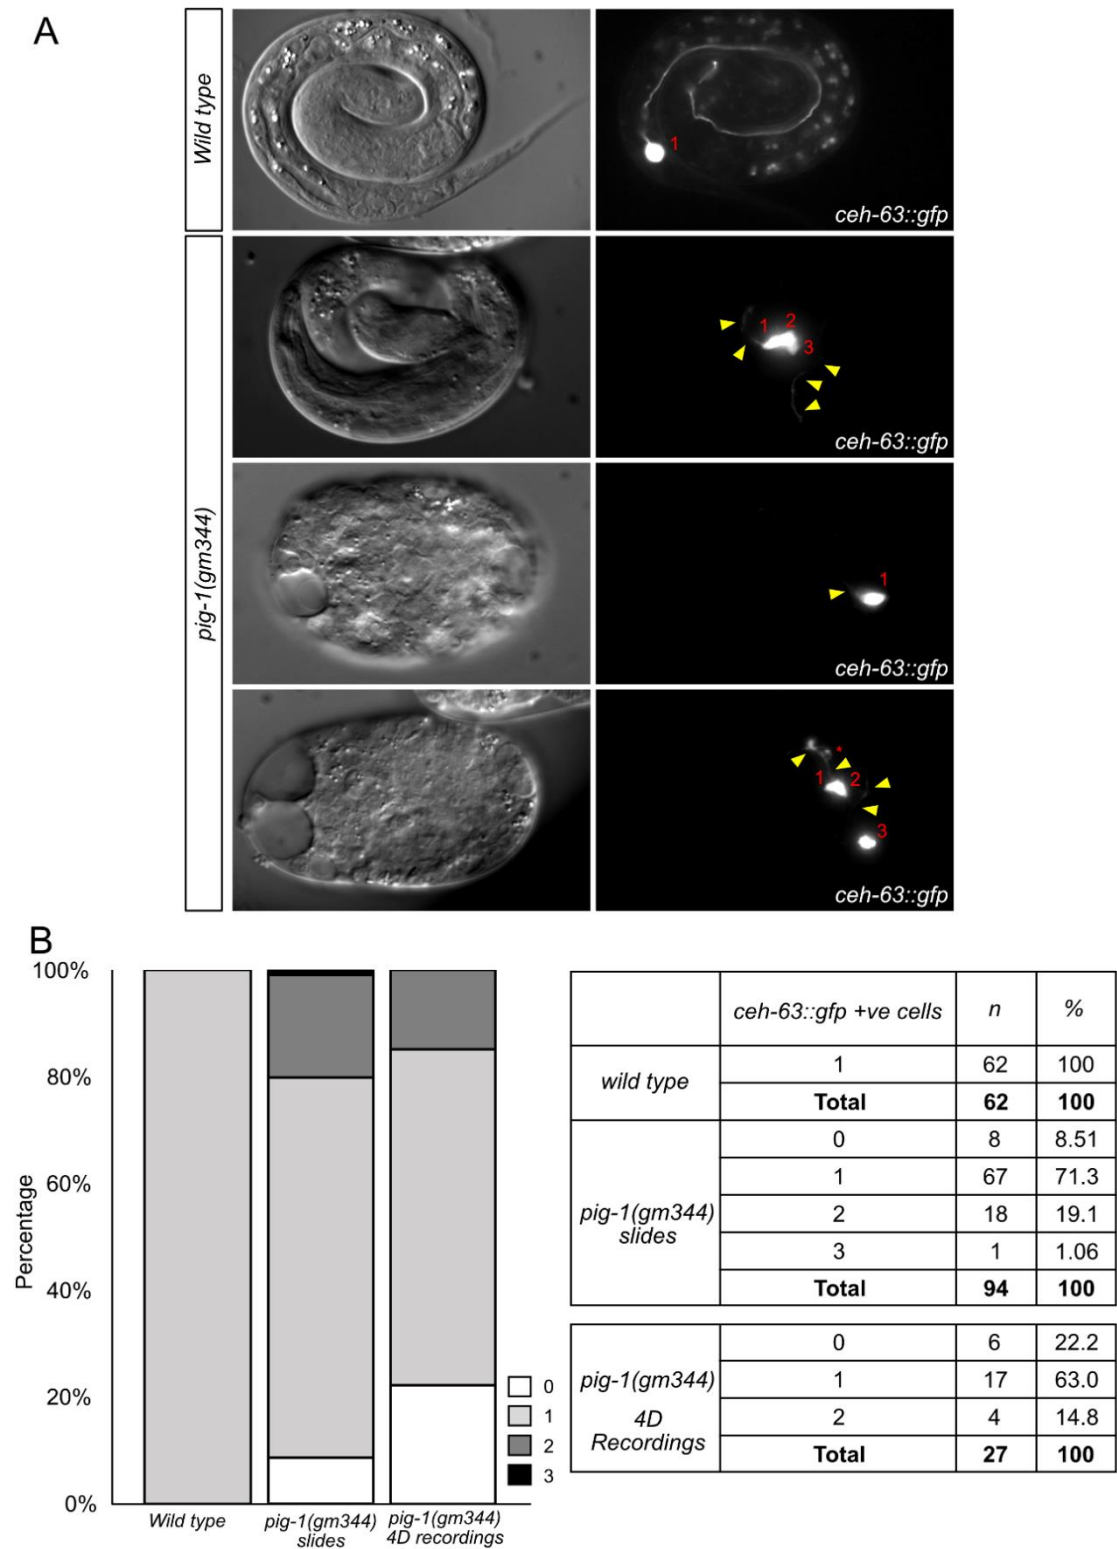 A
Wild type
1
ceh-63::gfp
pig-1(gm344)
1
2
3
ceh-63::gfp
1
ceh-63::gfp
*
1
2
3
ceh-63::gfp
B
100%
80%
60%
40%
20%
0%
Percentage
Wild type
pig-1(gm344)
slides
pig-1(gm344)
4D recordings
0
1
2
3
ceh-63::gfp +ve cells n %
wild type
1 62 100
Total 62 100
pig-1(gm344)
slides
0 8 8.51
1 67 71.3
2 18 19.1
3 1 1.06
Total 94 100
pig-1(gm344)
4D
Recordings
0 6 22.2
1 17 63.0
2 4 14.8
Total 27 100